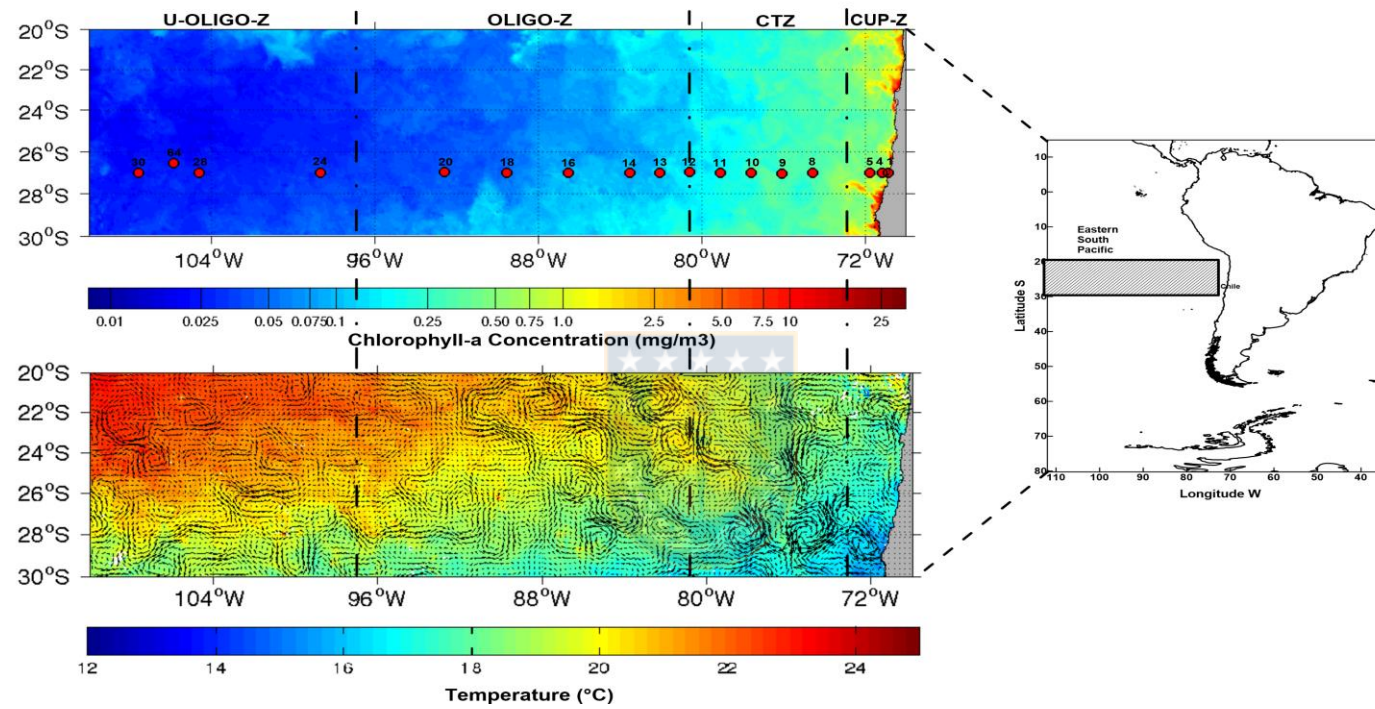 U-OLIGO-Z OLIGO-Z CTZ CUP-Z
20°S
22°S
24°S
26°S
28°S
30°S
30 64 28 24 20 18 16 14 13 12 11 10 9 8 5 4 1
104°W 96°W 88°W 80°W 72°W
0.01 0.025 0.05 0.075 0.1 0.25 0.50 0.75 1.0 2.5 5.0 7.5 10 25
Chlorophyll-a Concentration (mg/m3)
20°S
22°S
24°S
26°S
28°S
30°S
104°W 96°W 88°W 80°W 72°W
12 14 16 18 20 22 24
Temperature (°C)
10
0
10
20
30
40
50
60
70
80
Latitude S
Eastern
South
Pacific
Chile
110 100 90 80 70 60 50 40
Longitude W